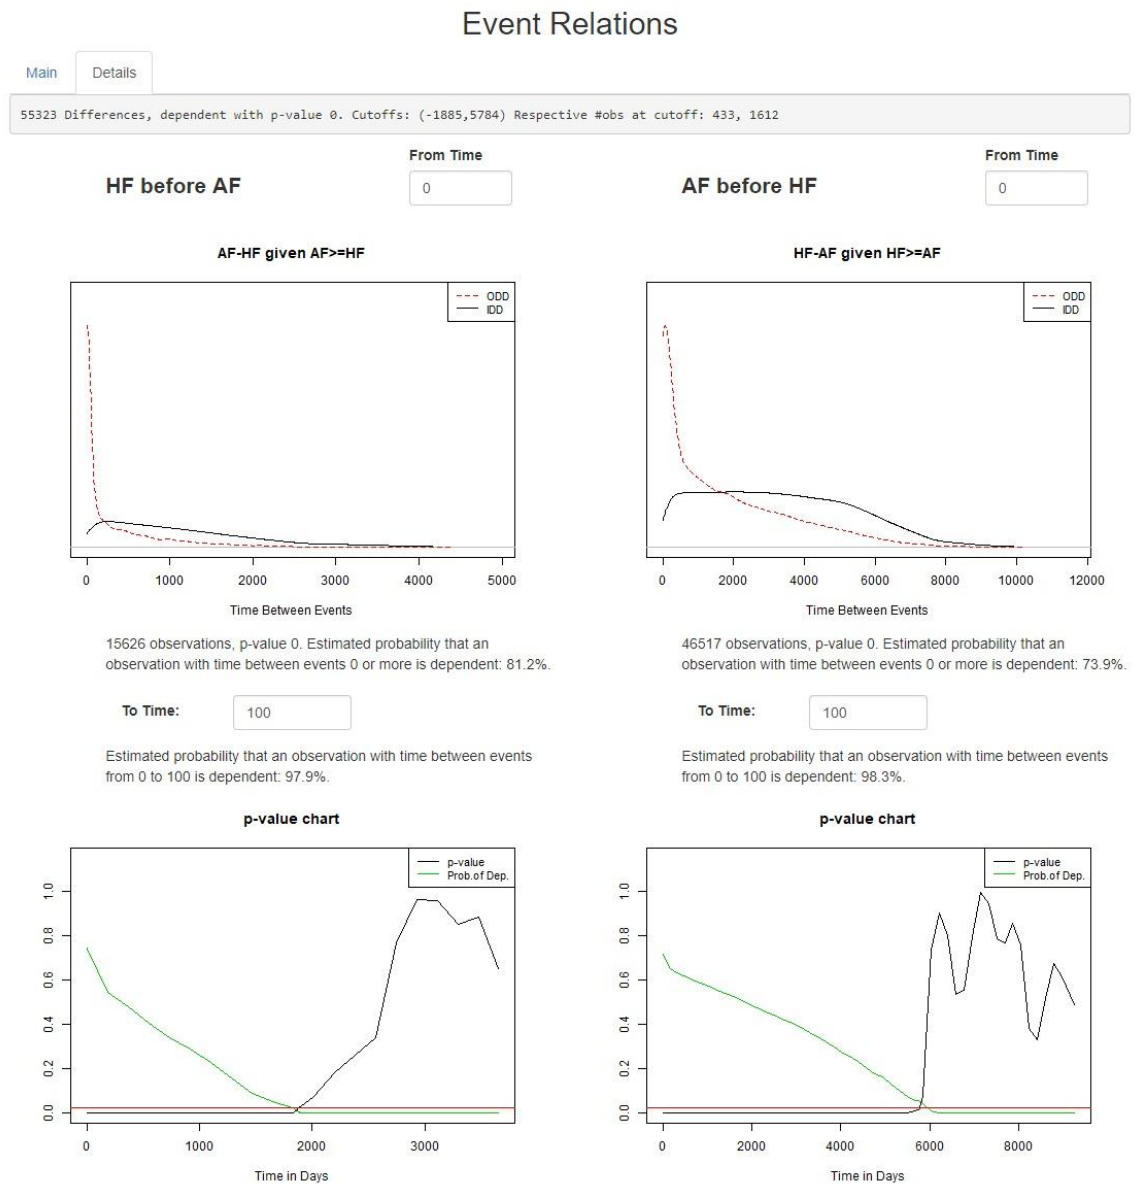 Event Relations
Main
Details
55323 Differences, dependent with p-value 0. Cutoffs: (-1885,5784) Respective #obs at cutoff: 433, 1612
HF before AF
From Time
0
AF-HF given AF>=HF
ODD
IDD
0 1000 2000 3000 4000 5000
Time Between Events
15626 observations, p-value 0. Estimated probability that an
observation with time between events 0 or more is dependent: 81.2%.
To Time:
100
Estimated probability that an observation with time between events
from 0 to 100 is dependent: 97.9%.
p-value chart
p-value
Prob.of Dep.
1.0
0.8
0.6
0.4
0.2
0.0
0 1000 2000 3000
Time in Days
AF before HF
From Time
0
HF-AF given HF>=AF
ODD
IDD
0 2000 4000 6000 8000 10000 12000
Time Between Events
46517 observations, p-value 0. Estimated probability that an
observation with time between events 0 or more is dependent: 73.9%.
To Time:
100
Estimated probability that an observation with time between events
from 0 to 100 is dependent: 98.3%.
p-value chart
p-value
Prob.of Dep.
1.0
0.8
0.6
0.4
0.2
0.0
0 2000 4000 6000 8000
Time in Days